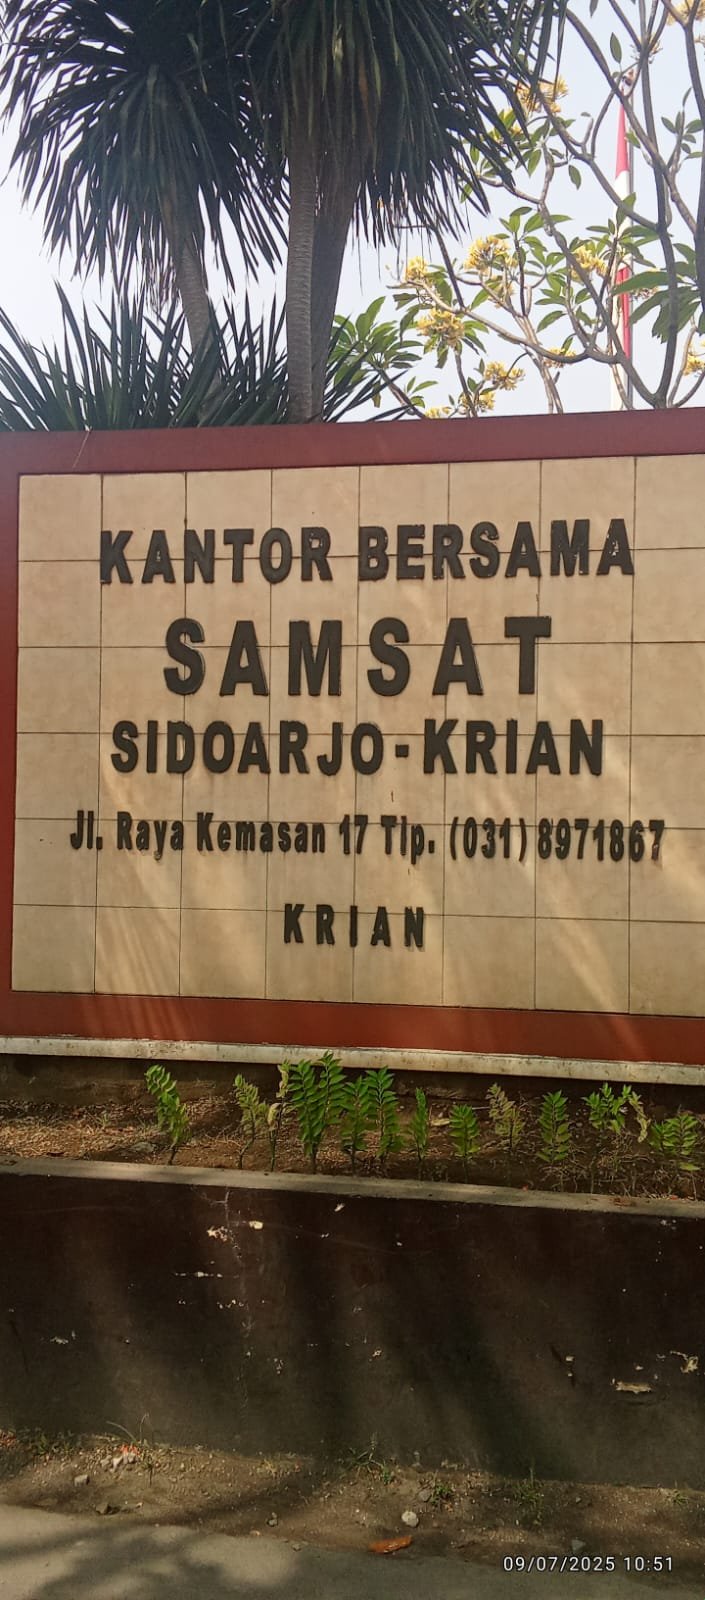 KANTOR BERSAMA
SAMSAT
SIDOARJO-KRIAN
Jl. Raya Kemasan 17 Tlp. (031) 8971867
KRIAN
09/07/2025 10:51